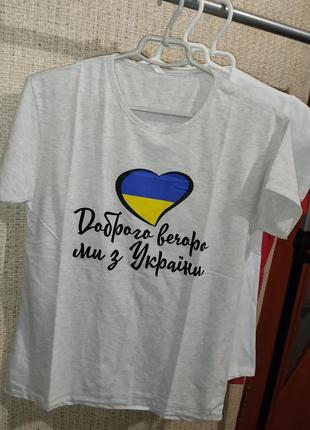 Доброго вечора
ми з України